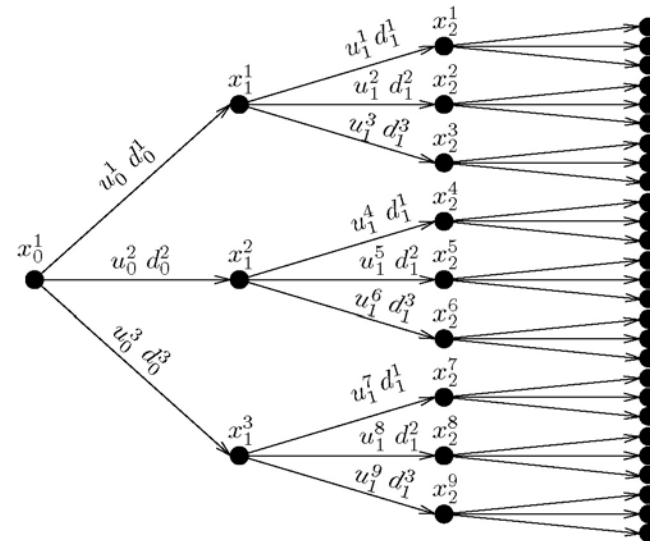 x_2^1
u_1^1 d_1^1
x_1^1
x_2^2
u_1^2 d_1^2
x_2^3
u_1^3 d_1^3
u_0^1 d_0^1
x_2^4
u_1^4 d_1^1
x_0^1
u_0^2 d_0^2
x_1^2
x_2^5
u_1^5 d_1^2
x_2^6
u_1^6 d_1^3
u_0^3 d_0^3
x_2^7
u_1^7 d_1^1
x_1^3
x_2^8
u_1^8 d_1^2
x_2^9
u_1^9 d_1^3